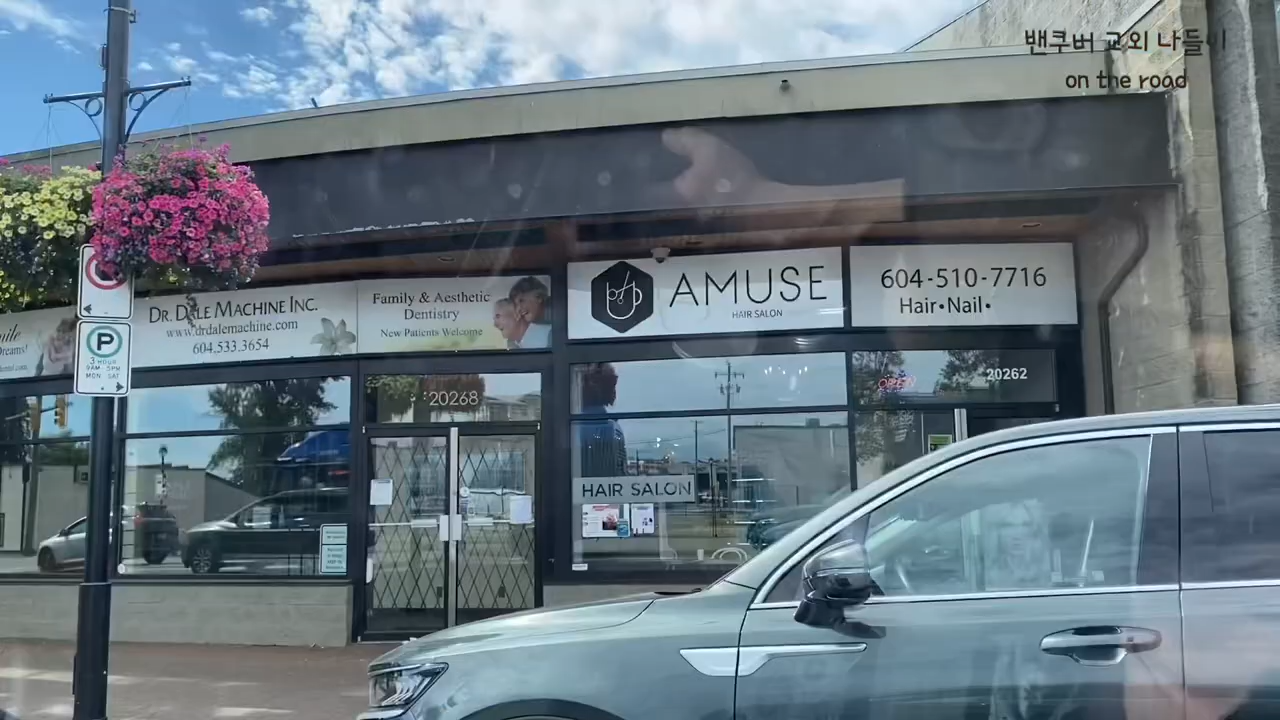 밴쿠버 교외 나들이
on the road
DR. DALE MACHINE INC.
www.drdalemachine.com
604.533.3654
Family & Aesthetic
Dentistry
New Patients Welcome
AMUSE
HAIR SALON
604-510-7716
Hair•Nail•
P
3 HOUR
9AM 5PM
MON SAT
20268
OPEN
20262
HAIR SALON